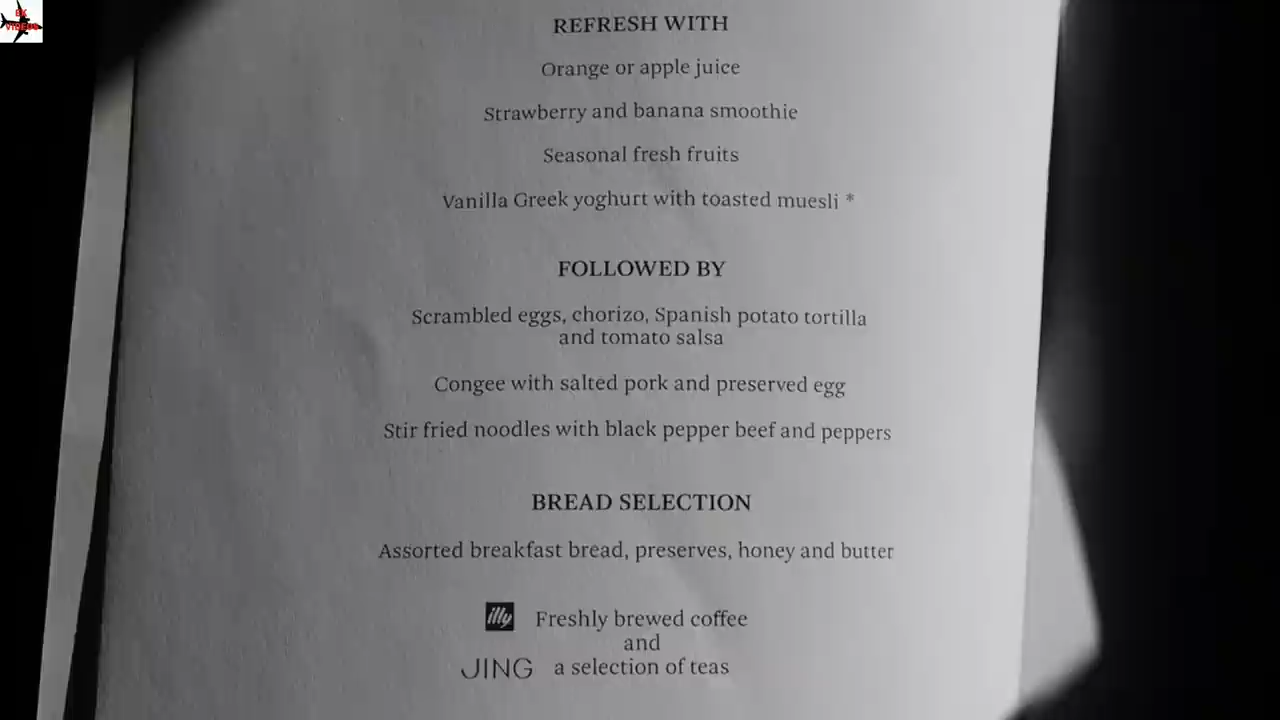 BK
VIDEOS
REFRESH WITH
Orange or apple juice
Strawberry and banana smoothie
Seasonal fresh fruits
Vanilla Greek yoghurt with toasted muesli *
FOLLOWED BY
Scrambled eggs, chorizo, Spanish potato tortilla
and tomato salsa
Congee with salted pork and preserved egg
Stir fried noodles with black pepper beef and peppers
BREAD SELECTION
Assorted breakfast bread, preserves, honey and butter
illy Freshly brewed coffee
and
JING a selection of teas